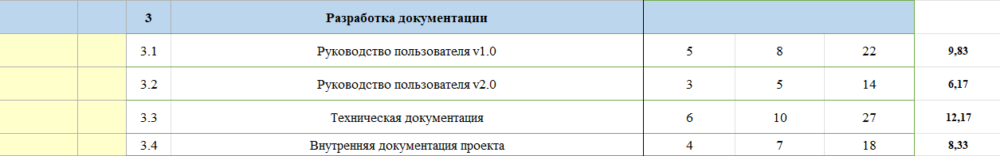 3 Разработка документации
3.1 Руководство пользователя v1.0 5 8 22 9,83
3.2 Руководство пользователя v2.0 3 5 14 6,17
3.3 Техническая документация 6 10 27 12,17
3.4 Внутренняя документация проекта 4 7 18 8,33